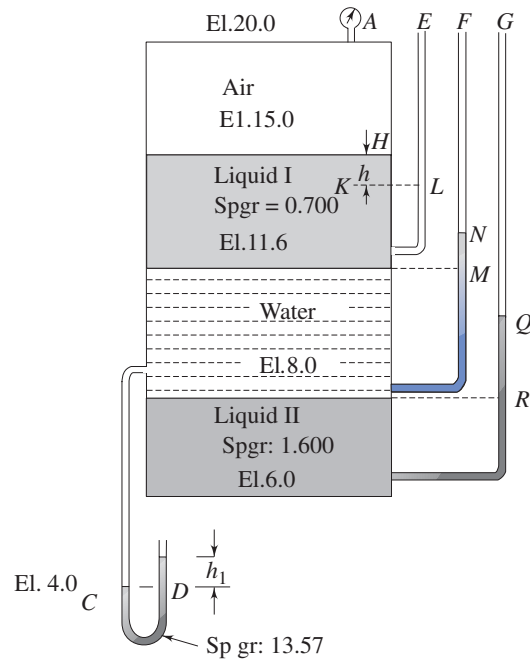 El.20.0
A E F G
Air
E1.15.0
H
Liquid I
K h L
Spgr = 0.700
N
El.11.6
M
Water
Q
El.8.0
R
Liquid II
Spgr: 1.600
El.6.0
El. 4.0
C D h1
Sp gr: 13.57